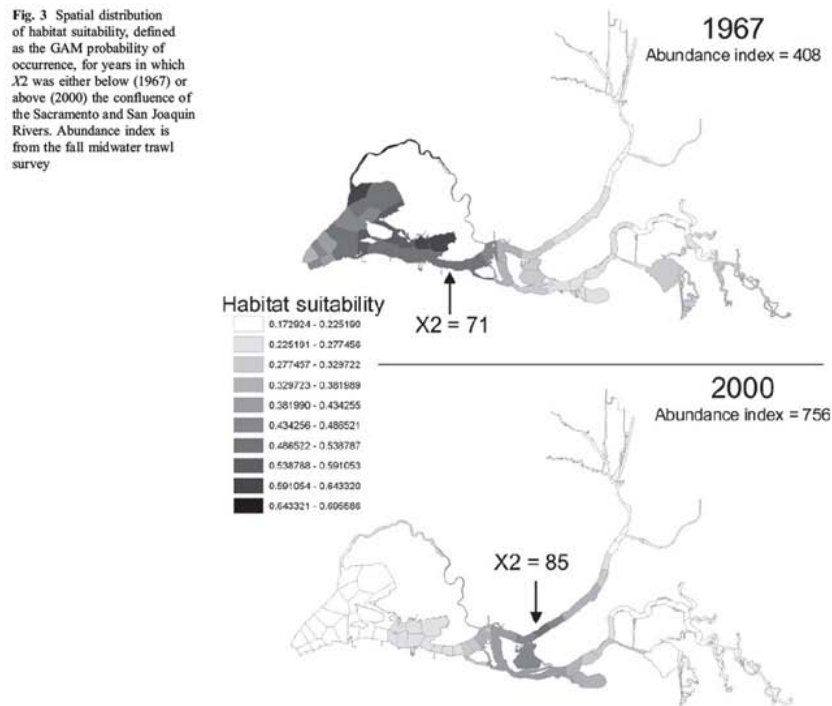 Fig. 3 Spatial distribution
of habitat suitability, defined
as the GAM probability of
occurrence, for years in which
X2 was either below (1967) or
above (2000) the confluence of
the Sacramento and San Joaquin
Rivers. Abundance index is
from the fall midwater trawl
survey
1967
Abundance index = 408
X2 = 71
Habitat suitability
0.172924 - 0.225190
0.225191 - 0.277456
0.277457 - 0.329722
0.329723 - 0.381989
0.381990 - 0.434255
0.434256 - 0.486521
0.486522 - 0.538787
0.538788 - 0.591053
0.591054 - 0.643320
2000
Abundance index = 756
X2 = 85